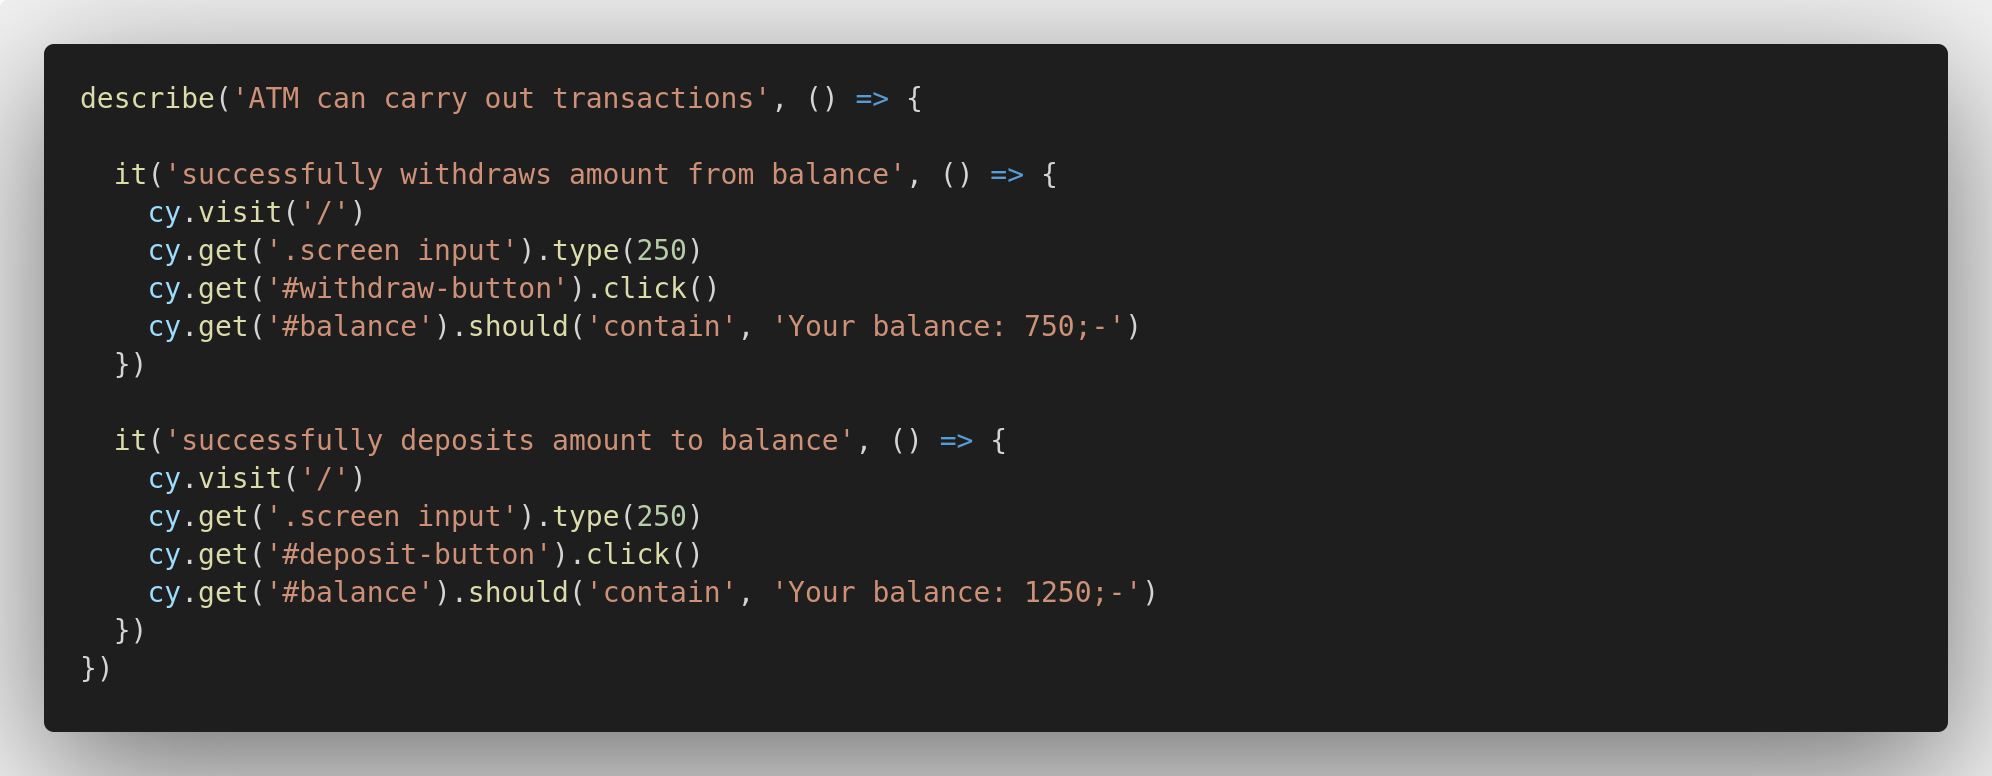 describe('ATM can carry out transactions', () => {
  it('successfully withdraws amount from balance', () => {
    cy.visit('/')
    cy.get('.screen input').type(250)
    cy.get('#withdraw-button').click()
    cy.get('#balance').should('contain', 'Your balance: 750;-')
  })
  it('successfully deposits amount to balance', () => {
    cy.visit('/')
    cy.get('.screen input').type(250)
    cy.get('#deposit-button').click()
    cy.get('#balance').should('contain', 'Your balance: 1250;-')
  })
})